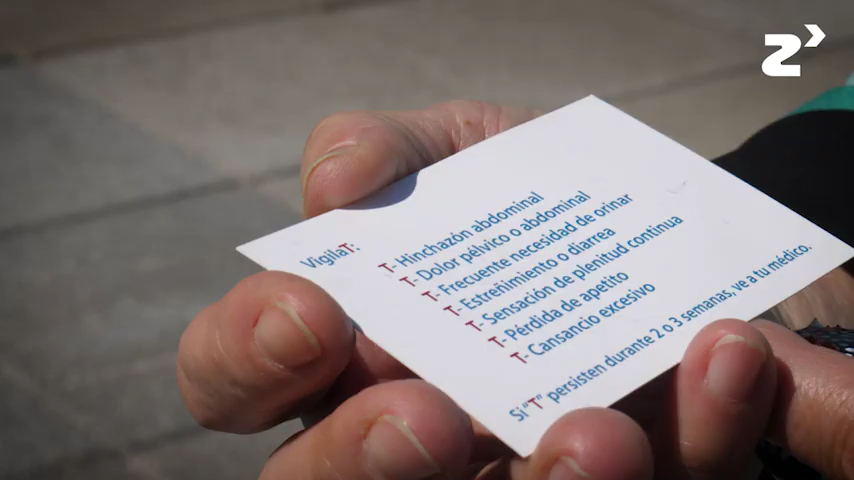 VigilaT:
T- Hinchazón abdominal
T- Dolor pélvico o abdominal
T- Frecuente necesidad de orinar
T- Estreñimiento o diarrea
T- Sensación de plenitud continua
T- Pérdida de apetito
T- Cansancio excesivo
Si “T” persisten durante 2 o 3 semanas, ve a tu médico.
2